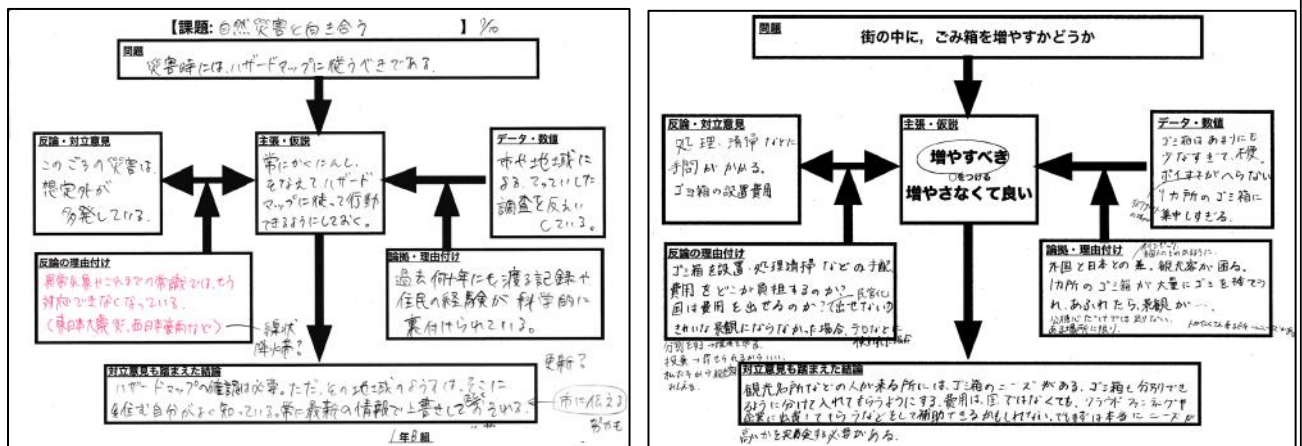 【課題: 自然災害と向き合う 】
問題
災害時には、ハザードマップに従うべきである。
反論・対立意見
このごろの災害は、
想定外が
多発している。
主張・仮説
常にかくにんし、
そなえてハザード
マップに従って行動
できるようにしておく。
データ・数値
市や地域に
よる、てっていした
調査を反えい
している。
反論の理由付け
異常気象やこれまでの常識では、もう
対応できなくなっている。
(東日本大震災、西日本豪雨など)
線状
降水帯?
論拠・理由付け
過去何十年にも渡る記録や
住民の経験が科学的に
裏付けられている。
更新?
対立意見も踏まえた結論
ハザードマップの確認は必要。ただ、その地域のようすは、そこに
住む自分がよく知っている。常に最新の情報で上書きして
市に伝える
努力も
1年B組
問題
街の中に,ごみ箱を増やすかどうか
反論・対立意見
処理、清掃などに
手間がかかる。
ゴミ箱の設置費用
主張・仮説
増やすべき
○をつける
増やさなくて良い
データ・数値
ゴミ箱はあまりにも
少なすぎて、不便。
ポイすてがへらない
1カ所のゴミ箱に
集中しすぎる。
反論の理由付け
ゴミ箱を設置・処理清掃などの手配、
費用をどこが負担するのか?
民営化
国は費用を出せるのか?(出せない)
きれいな景観にならなかった場合、テロなどに
論拠・理由付け
外国と日本との差。観光客が困る。
1カ所のゴミ箱が大量にゴミを捨てら
れ、あふれたら、景観が…
対立意見も踏まえた結論
観光名所などの人が来る所には、ゴミ箱のニーズがある。ゴミ箱も分別でき
るように分けて入れてもらうようにする。費用は、国ではなくても、クラウドファンディングや
企業に出資してもらうなどとして補助できるかもしれない。でもまずは本当にニーズが
高いかを実験する必要がある。